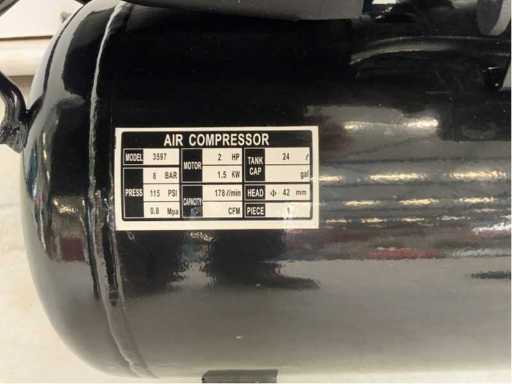 AIR COMPRESSOR
MODEL 3597 MOTOR 2 HP TANK CAP 24 ℓ
PRESS 8 BAR 1.5 KW gal
115 PSI CAPACITY 178 ℓ/min HEAD Φ 42 mm
0.8 Mpa CFM PIECE 1